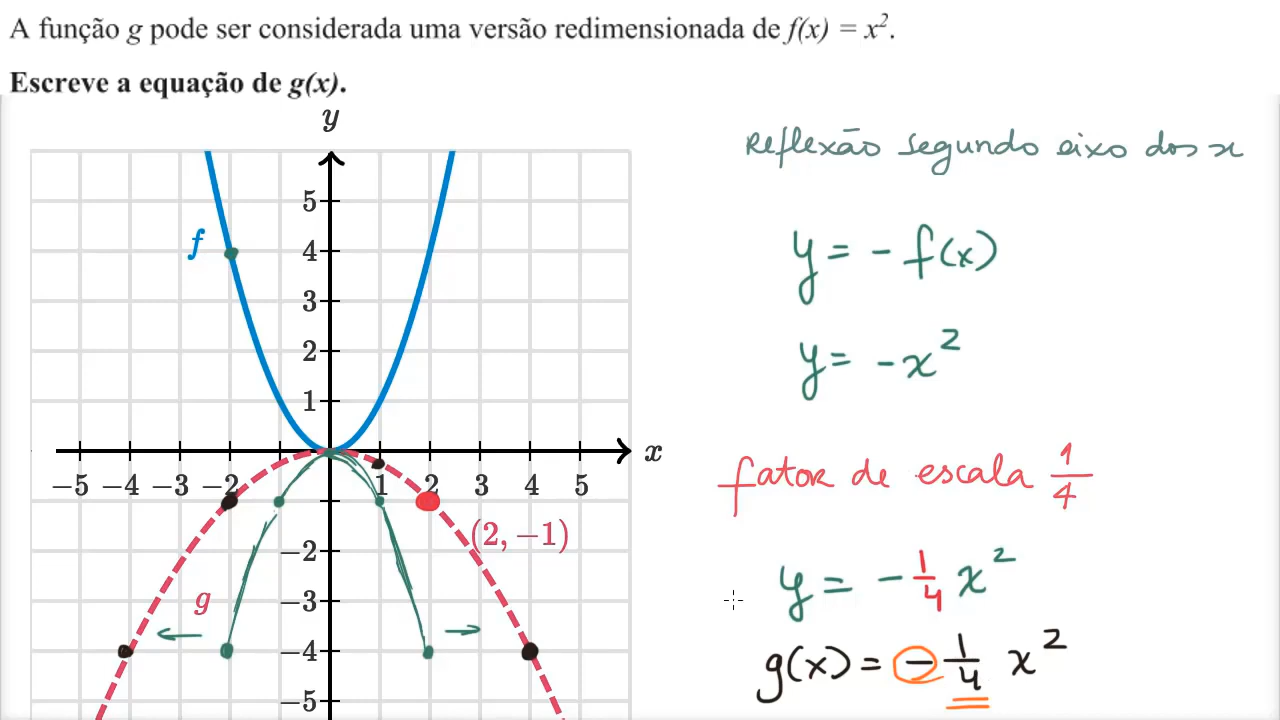 A função g pode ser considerada uma versão redimensionada de f(x) = x².
Escreve a equação de g(x).
y
reflexão segundo eixo dos x
5
f
4
y = - f(x)
3
2
y = -x²
1
x
−5 −4 −3 −2 1 2 3 4 5
fator de escala 1/4
(2, −1)
−2
y = - 1/4 x²
g
−3
−4
g(x) = - 1/4 x²
−5